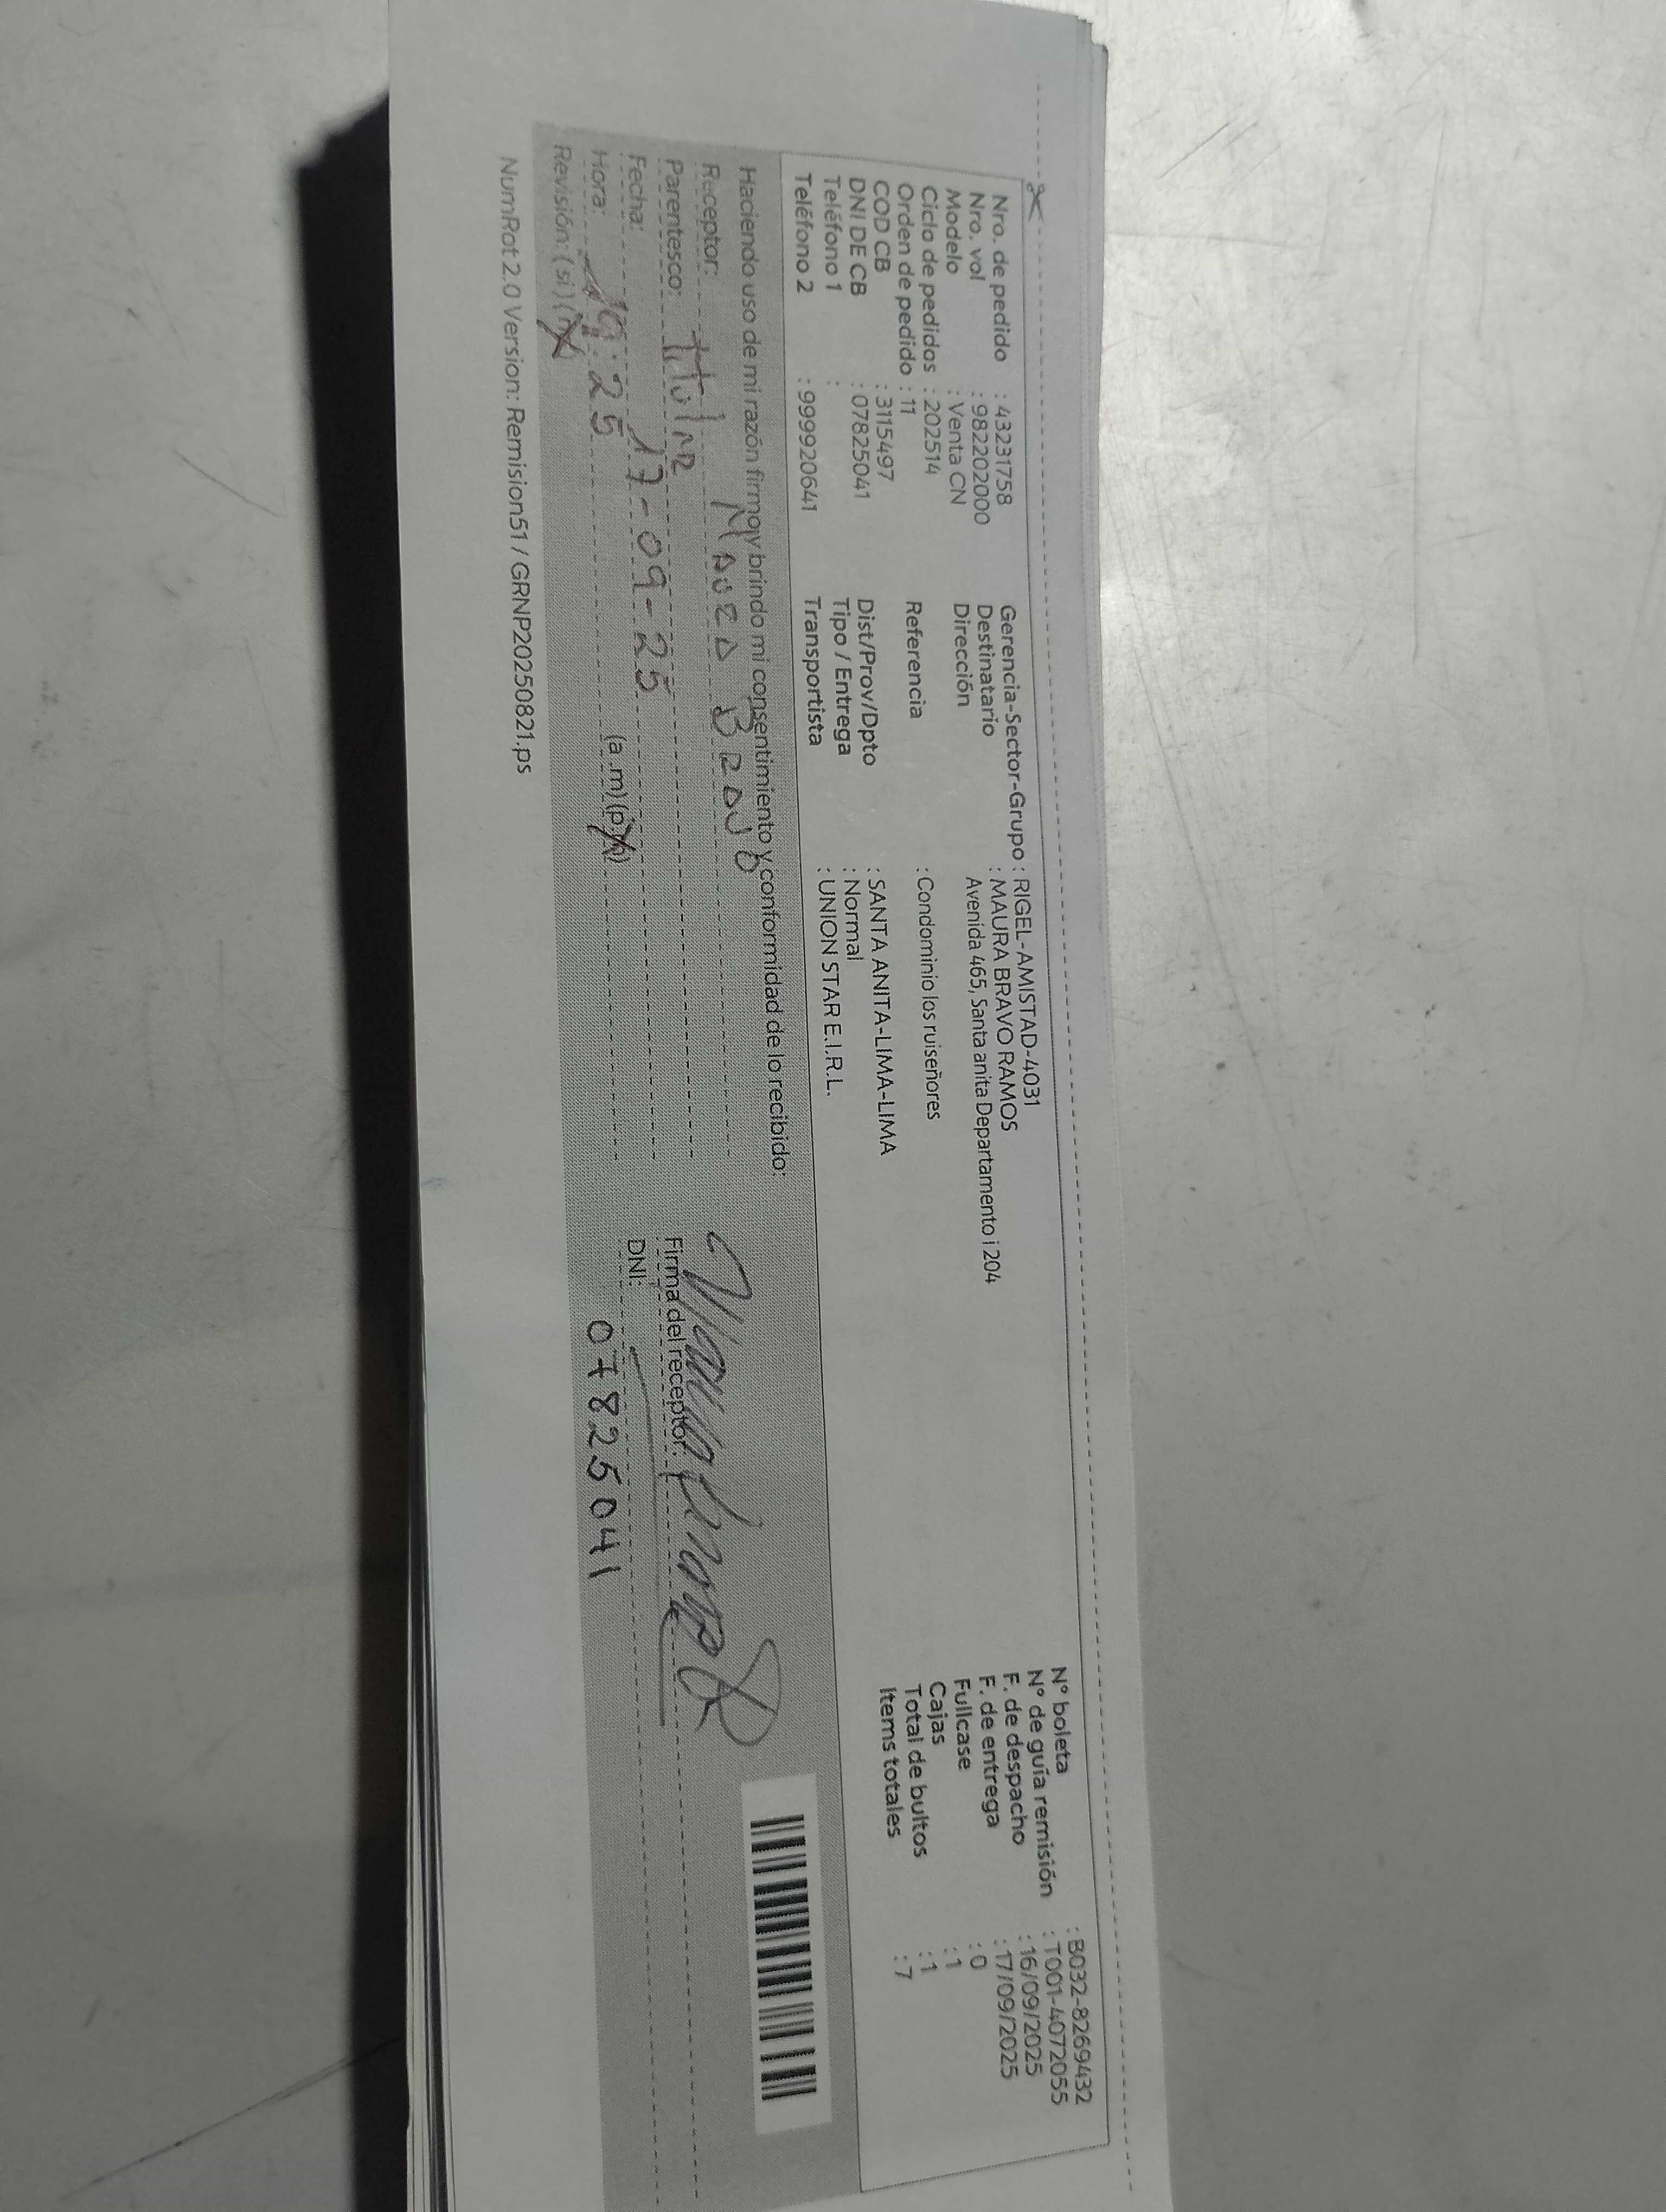 Nro. de pedido : 43231758
Nro. vol : 982202000
Modelo : Venta CN
Ciclo de pedidos : 202514
Orden de pedido : 11
COD CB : 3115497
DNI DE CB : 07825041
Teléfono 1 :
Teléfono 2 : 999920641
Gerencia-Sector-Grupo : RIGEL-AMISTAD-4031
Destinatario : MAURA BRAVO RAMOS
Dirección Avenida 465, Santa anita Departamento i 204
Referencia : Condominio los ruiseñores
Dist/Prov/Dpto : SANTA ANITA-LIMA-LIMA
Tipo / Entrega : Normal
Transportista : UNION STAR E.I.R.L.
N° boleta : B032-8269432
N° de guía remisión : T001-4072055
F. de despacho : 16/09/2025
F. de entrega : 17/09/2025
Fullcase : 0
Cajas : 1
Total de bultos : 1
Items totales : 7
Haciendo uso de mi razón firmo y brindo mi consentimiento y conformidad de lo recibido:
Receptor: MAURA BRAVO
Parentesco: titular
Fecha: 17-09-25
Hora: 19:25 (a.m) (p.m)
Revisión: (si) (no)
Firma del receptor:
DNI: 07825041
NumRot 2.0 Version: Remision51 / GRNP20250821.ps